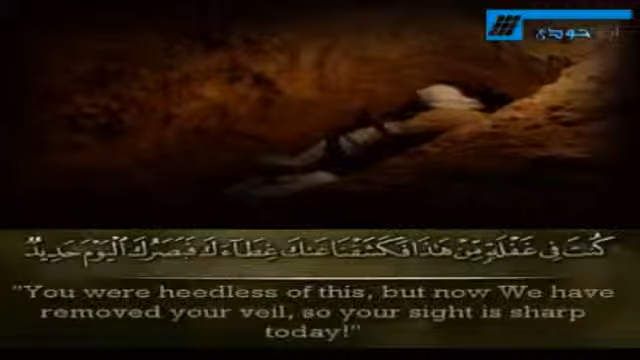 جودي
كُنتَ فِي غَفْلَةٍ مِّنْ هَٰذَا فَكَشَفْنَا عَنكَ غِطَاءَكَ فَبَصَرُكَ الْيَوْمَ حَدِيدٌ
"You were heedless of this, but now We have
removed your veil, so your sight is sharp
today!"